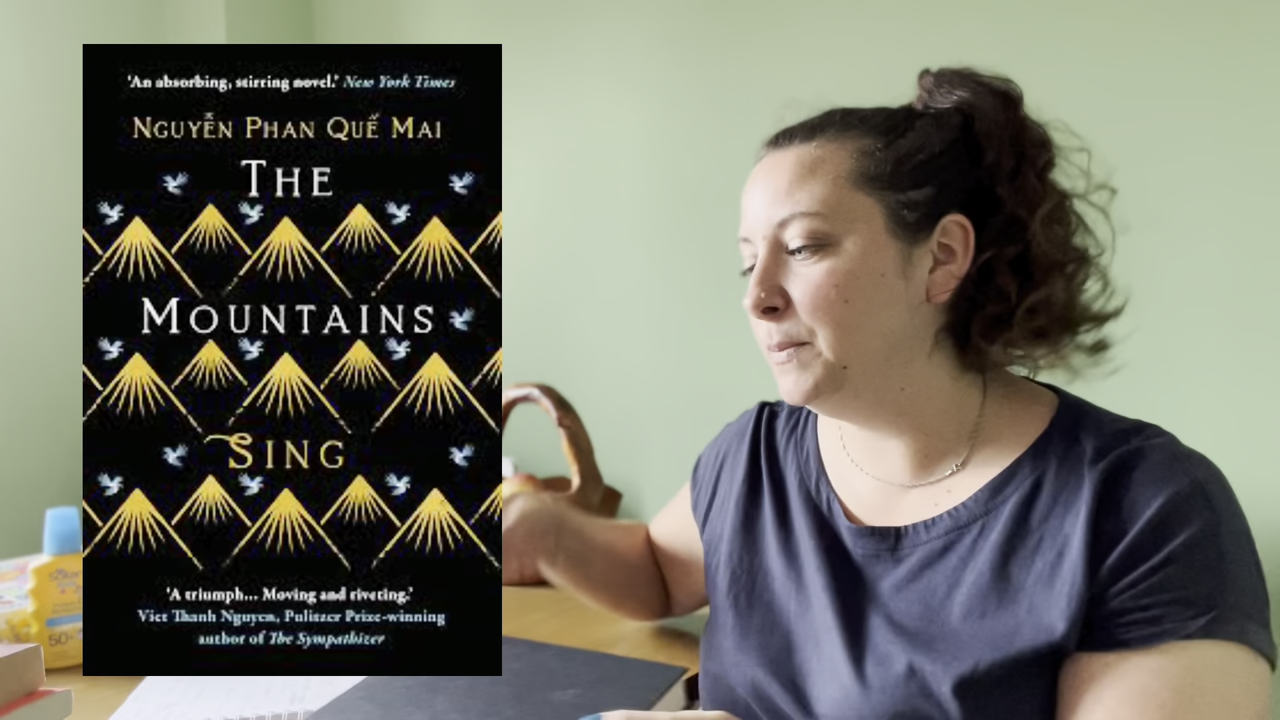 'An absorbing, stirring novel.' New York Times
NGUYỄN PHAN QUẾ MAI
THE
MOUNTAINS
SING
'A triumph... Moving and riveting.'
Viet Thanh Nguyen, Pulitzer Prize-winning
author of The Sympathizer
50+